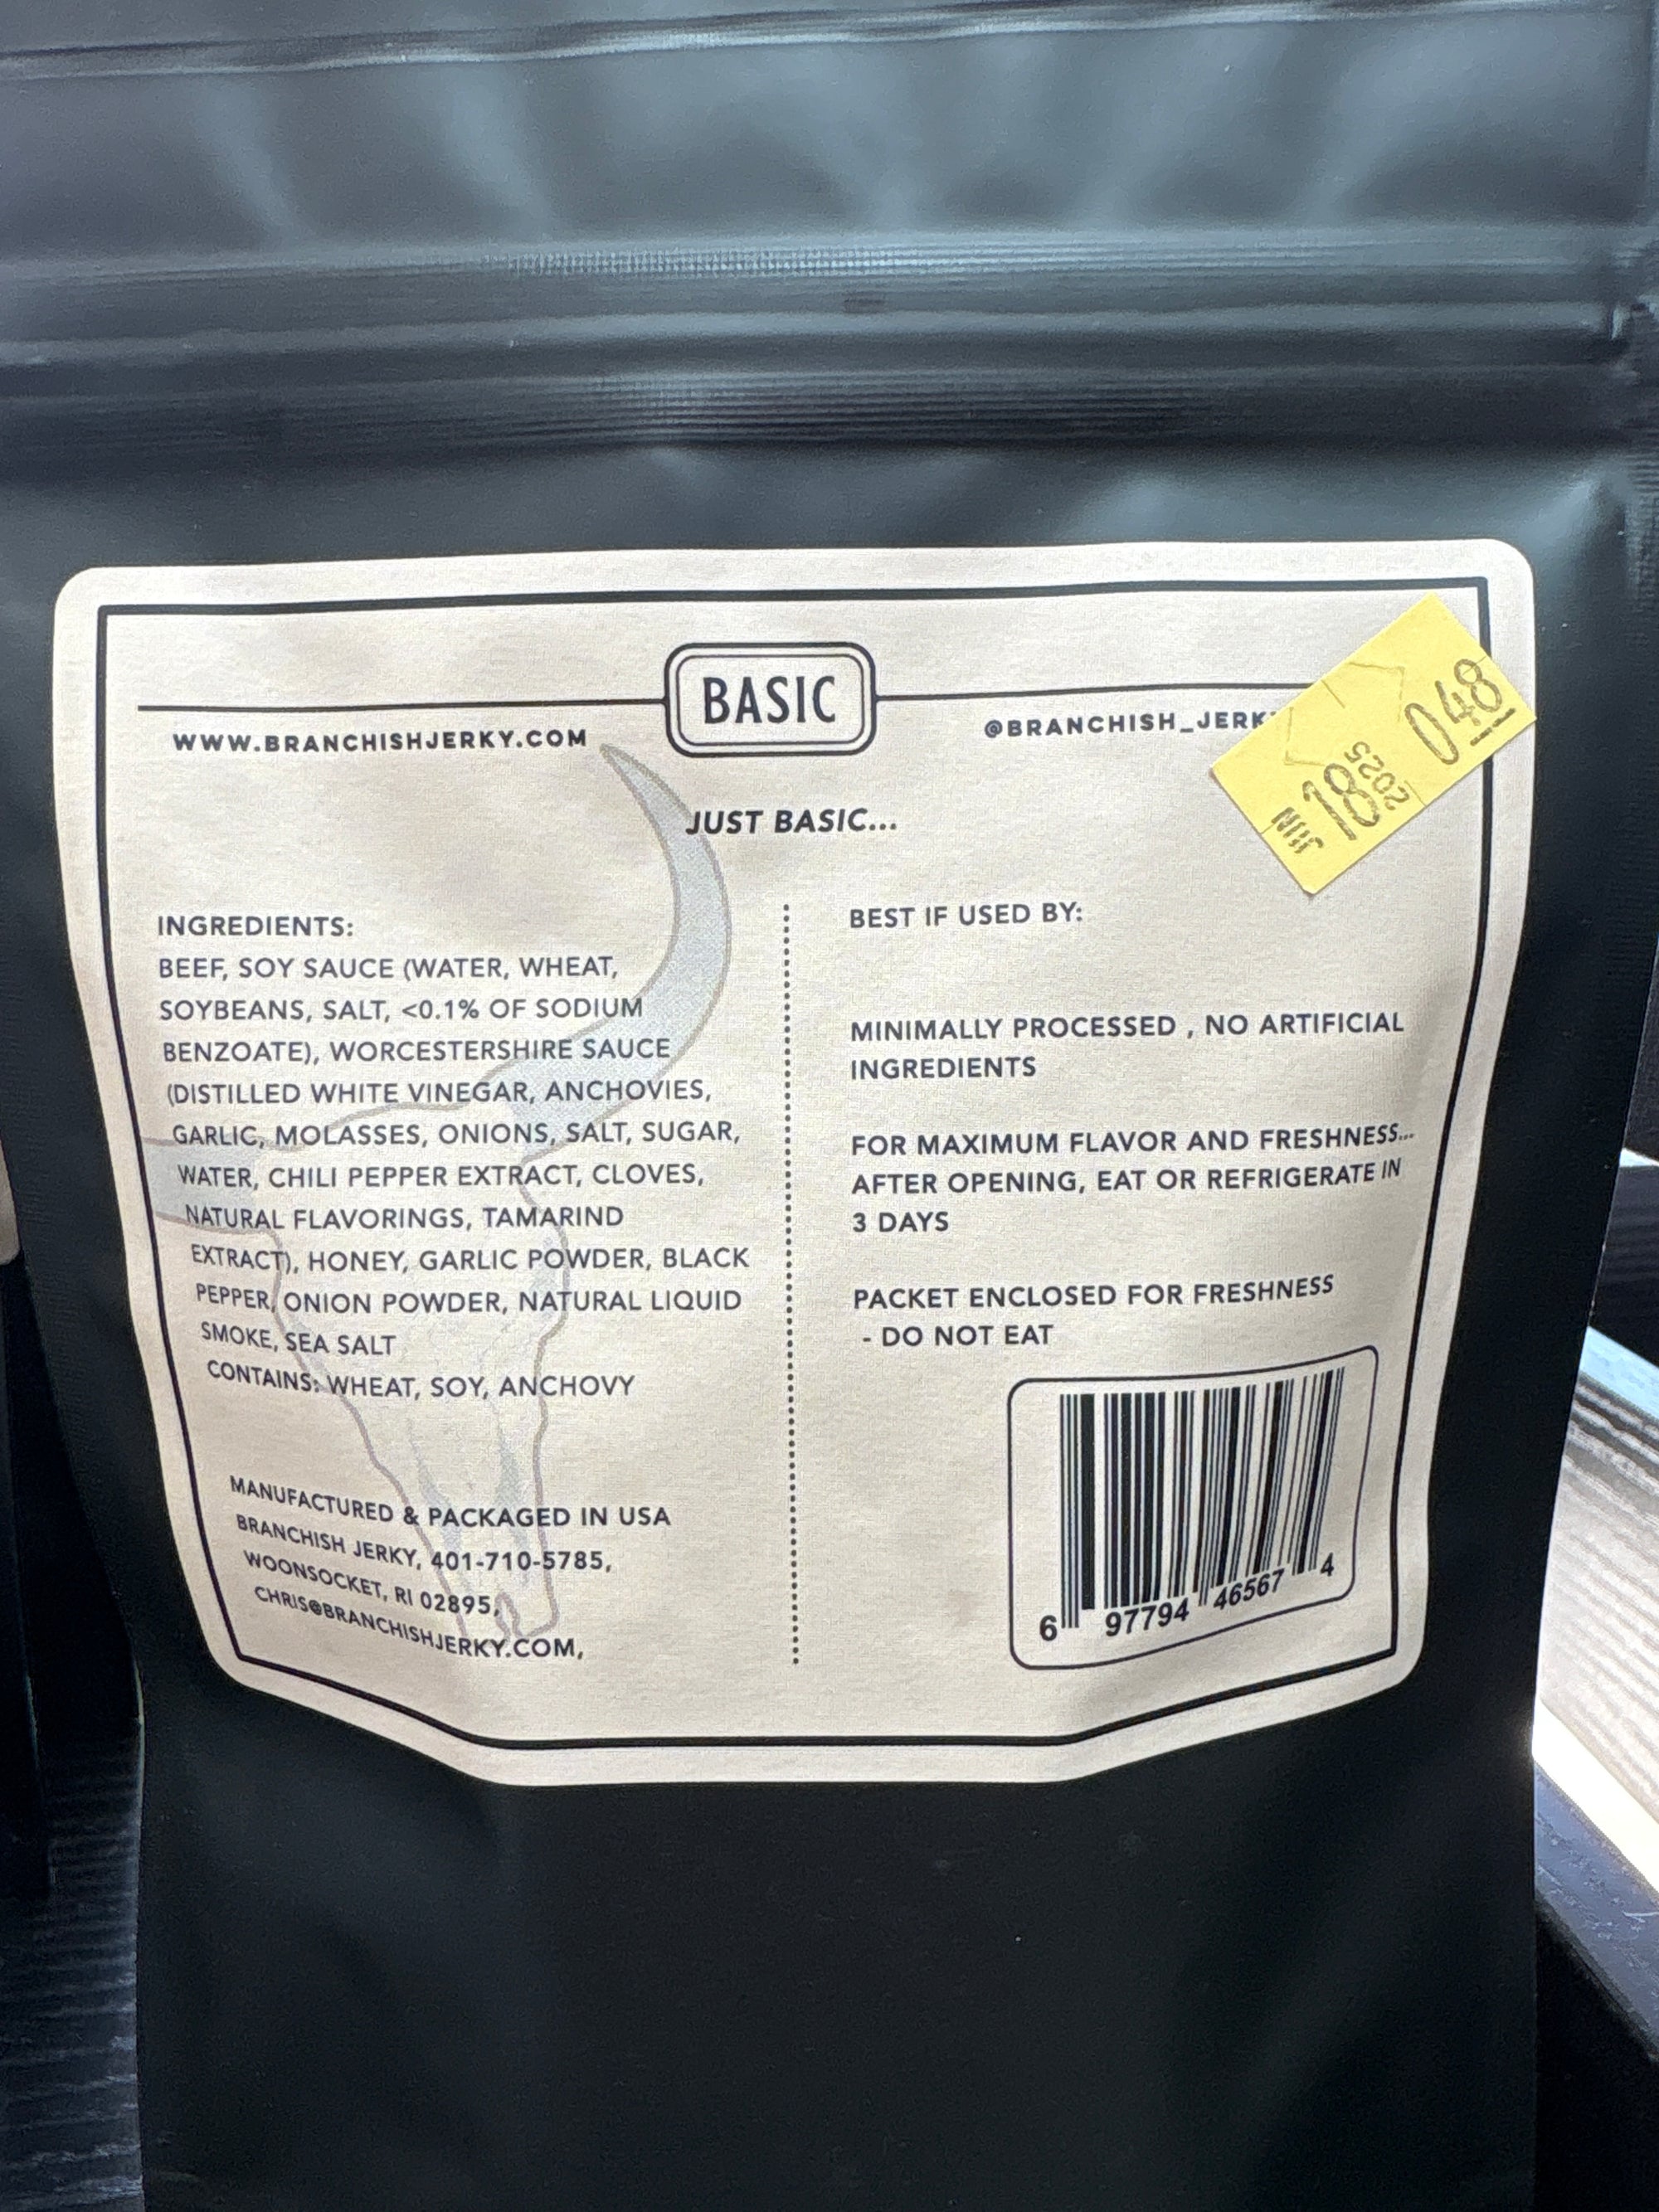 BASIC
WWW.BRANCHISHJERKY.COM
@BRANCHISH_JERK
JUN 18 2025 048
JUST BASIC...
INGREDIENTS:
BEEF, SOY SAUCE (WATER, WHEAT,
SOYBEANS, SALT, <0.1% OF SODIUM
BENZOATE), WORCESTERSHIRE SAUCE
(DISTILLED WHITE VINEGAR, ANCHOVIES,
GARLIC, MOLASSES, ONIONS, SALT, SUGAR,
WATER, CHILI PEPPER EXTRACT, CLOVES,
NATURAL FLAVORINGS, TAMARIND
EXTRACT), HONEY, GARLIC POWDER, BLACK
PEPPER, ONION POWDER, NATURAL LIQUID
SMOKE, SEA SALT
CONTAINS: WHEAT, SOY, ANCHOVY
MANUFACTURED & PACKAGED IN USA
BRANCHISH JERKY, 401-710-5785,
WOONSOCKET, RI 02895,
CHRIS@BRANCHISHJERKY.COM,
BEST IF USED BY:
MINIMALLY PROCESSED , NO ARTIFICIAL
INGREDIENTS
FOR MAXIMUM FLAVOR AND FRESHNESS...
AFTER OPENING, EAT OR REFRIGERATE IN
3 DAYS
PACKET ENCLOSED FOR FRESHNESS
- DO NOT EAT
6 97794 46567 4